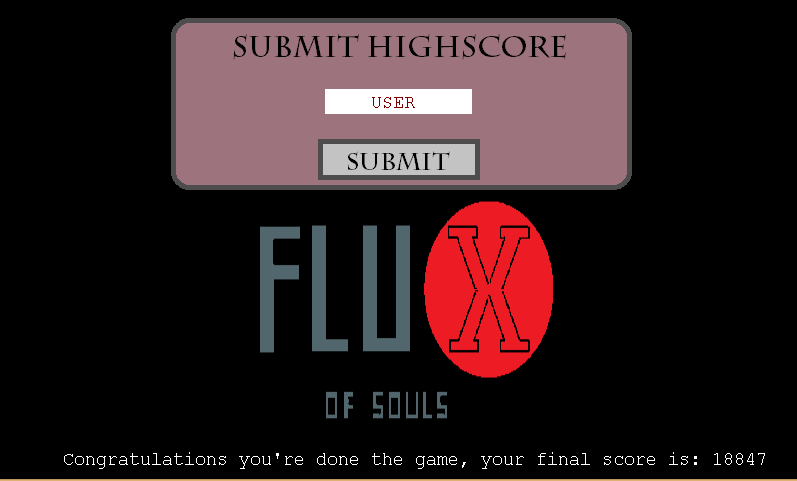 SUBMIT HIGHSCORE
USER
SUBMIT
FLUX
OF SOULS
Congratulations you're done the game, your final score is: 18847